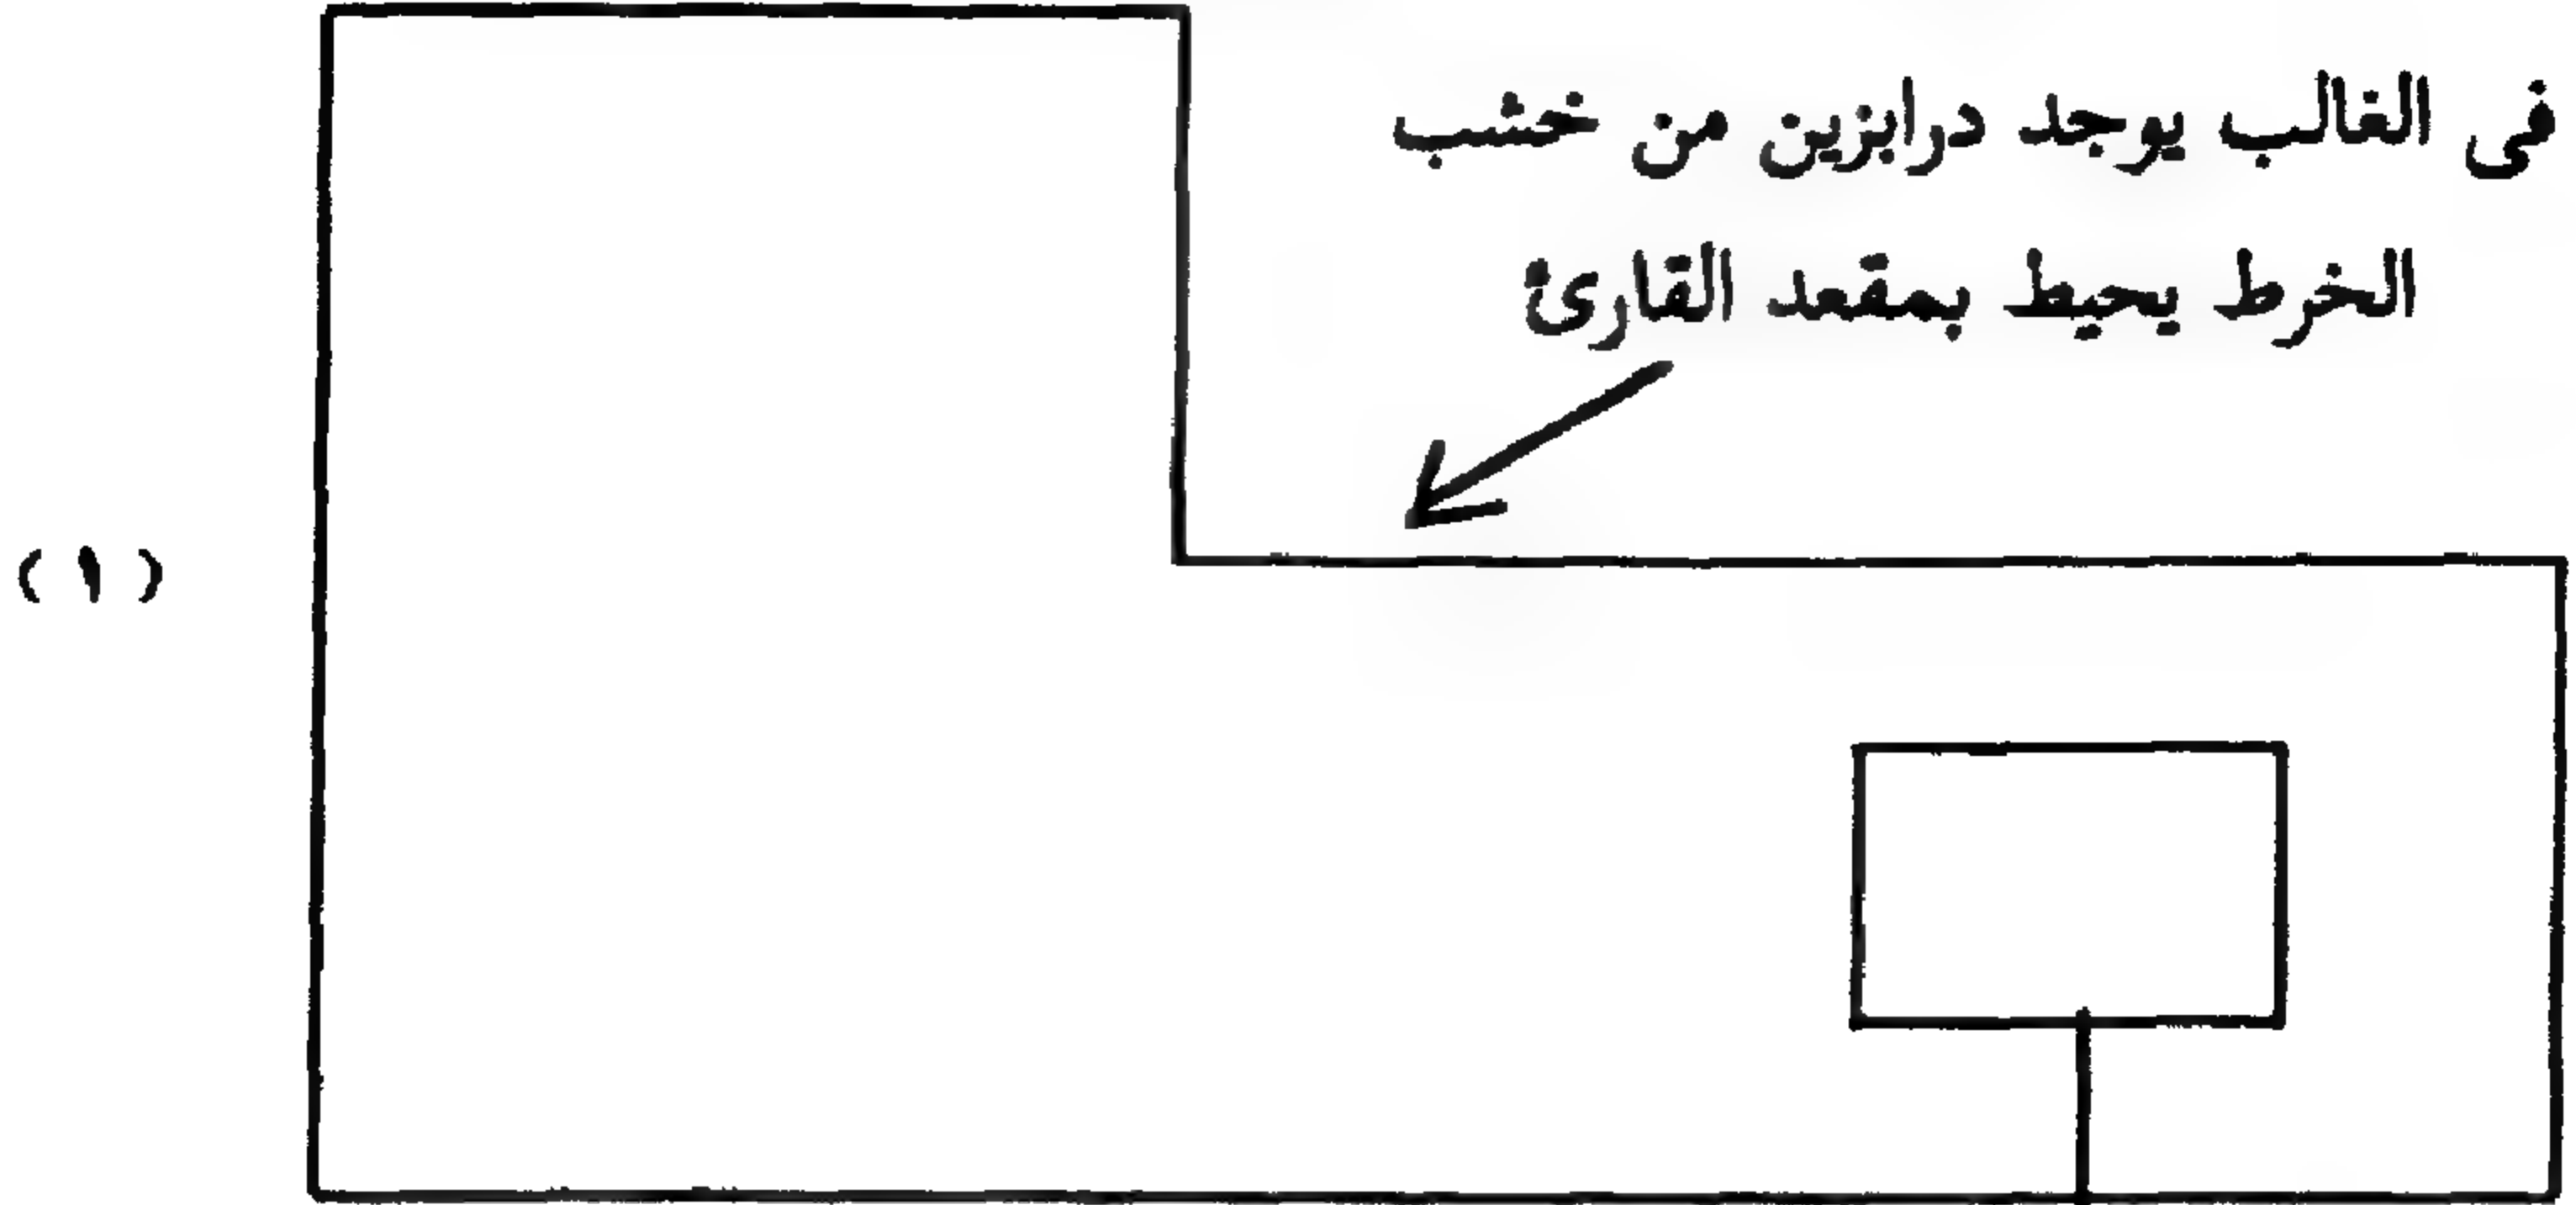 فى الغالب يوجد درابزين من خشب
الخرط يحيط بمقعد القارئ
( ١ )